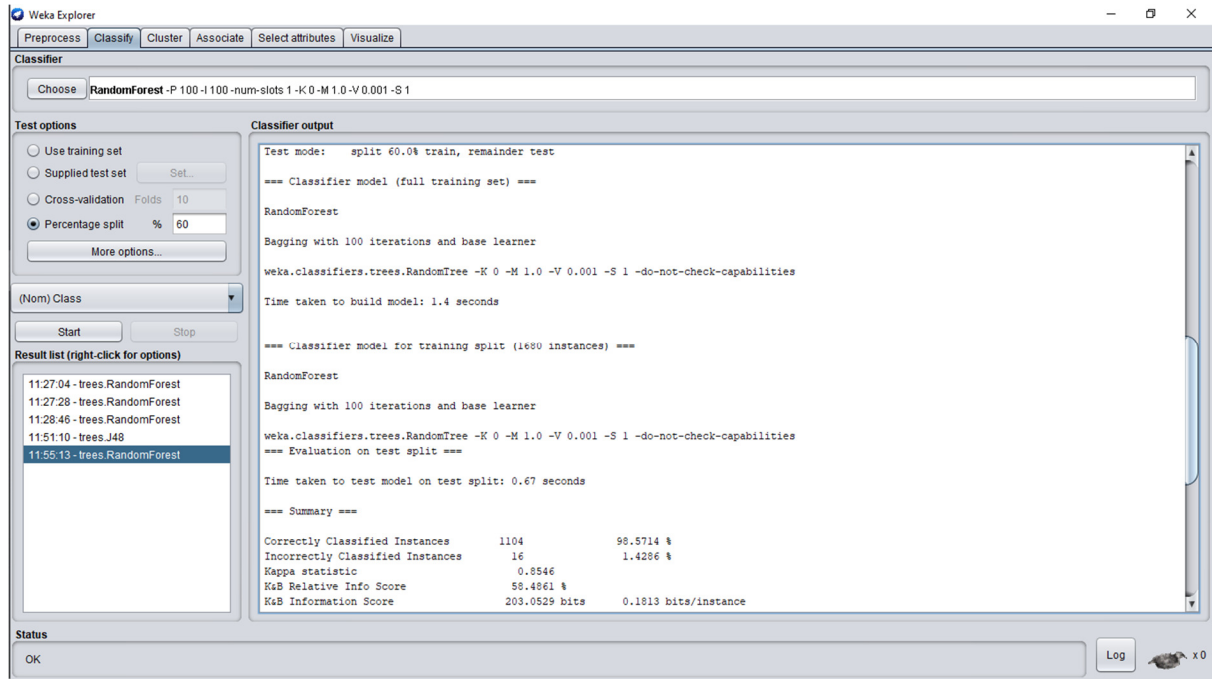 Weka Explorer
Preprocess Classify Cluster Associate Select attributes Visualize
Classifier
Choose RandomForest -P 100 -I 100 -num-slots 1 -K 0 -M 1.0 -V 0.001 -S 1
Test options
Use training set
Supplied test set Set...
Cross-validation Folds 10
Percentage split % 60
More options...
(Nom) Class
Start Stop
Result list (right-click for options)
11:27:04 - trees.RandomForest
11:27:28 - trees.RandomForest
11:28:46 - trees.RandomForest
11:51:10 - trees.J48
11:55:13 - trees.RandomForest
Classifier output
Test mode: split 60.0% train, remainder test
=== Classifier model (full training set) ===
RandomForest
Bagging with 100 iterations and base learner
weka.classifiers.trees.RandomTree -K 0 -M 1.0 -V 0.001 -S 1 -do-not-check-capabilities
Time taken to build model: 1.4 seconds
=== Classifier model for training split (1680 instances) ===
RandomForest
Bagging with 100 iterations and base learner
weka.classifiers.trees.RandomTree -K 0 -M 1.0 -V 0.001 -S 1 -do-not-check-capabilities
=== Evaluation on test split ===
Time taken to test model on test split: 0.67 seconds
=== Summary ===
Correctly Classified Instances 1104 98.5714 %
Incorrectly Classified Instances 16 1.4286 %
Kappa statistic 0.8546
K&B Relative Info Score 58.4861 %
K&B Information Score 203.0529 bits 0.1813 bits/instance
Status
OK
Log x 0